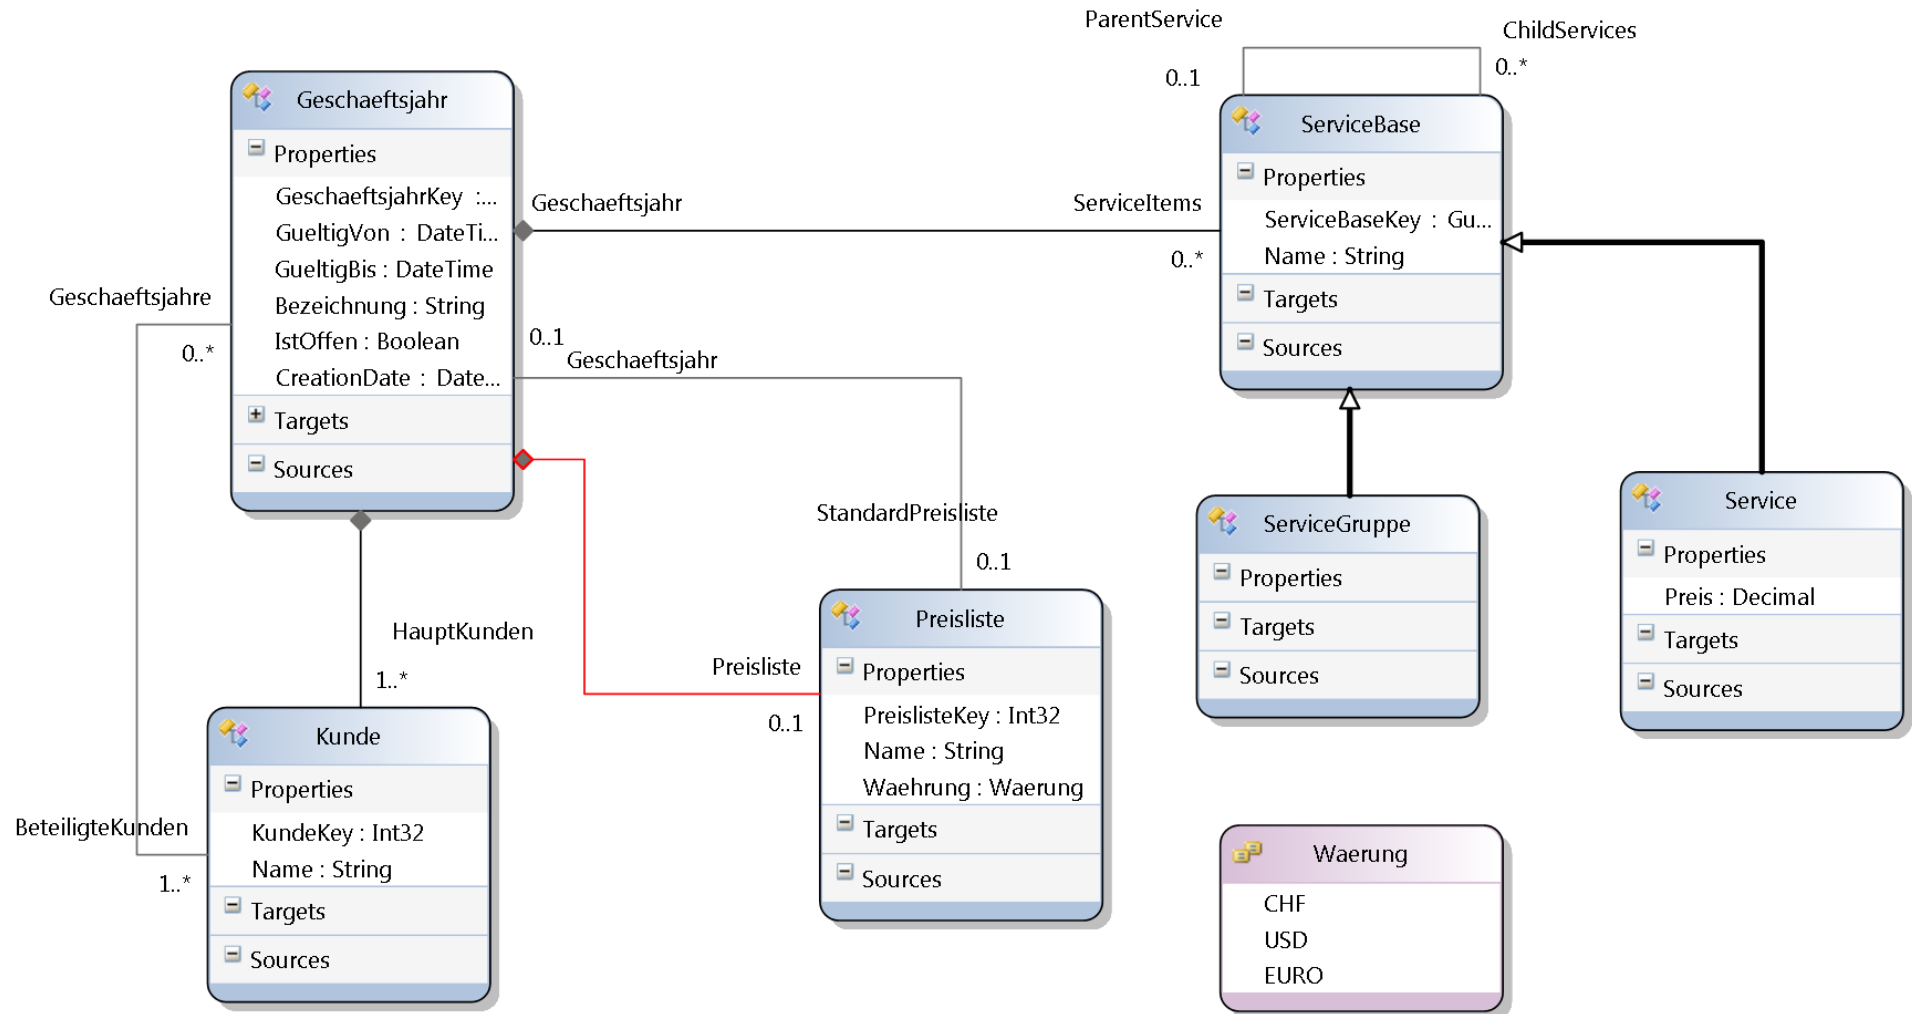 ParentService
ChildServices
0..1
0..*
Geschaeftsjahr
Properties
GeschaeftsjahrKey :...
GueltigVon : DateTi...
GueltigBis : DateTime
Bezeichnung : String
IstOffen : Boolean
CreationDate : Date...
Targets
Sources
ServiceBase
Properties
ServiceBaseKey : Gu...
Name : String
Targets
Sources
Geschaeftsjahr
ServiceItems
0..*
Geschaeftsjahre
0..*
0..1
Geschaeftsjahr
StandardPreisliste
0..1
HauptKunden
1..*
Preisliste
0..1
BeteiligteKunden
1..*
Kunde
Properties
KundeKey : Int32
Name : String
Targets
Sources
Preisliste
Properties
PreislisteKey : Int32
Name : String
Waehrung : Waerung
Targets
Sources
ServiceGruppe
Properties
Targets
Sources
Service
Properties
Preis : Decimal
Targets
Sources
Waerung
CHF
USD
EURO